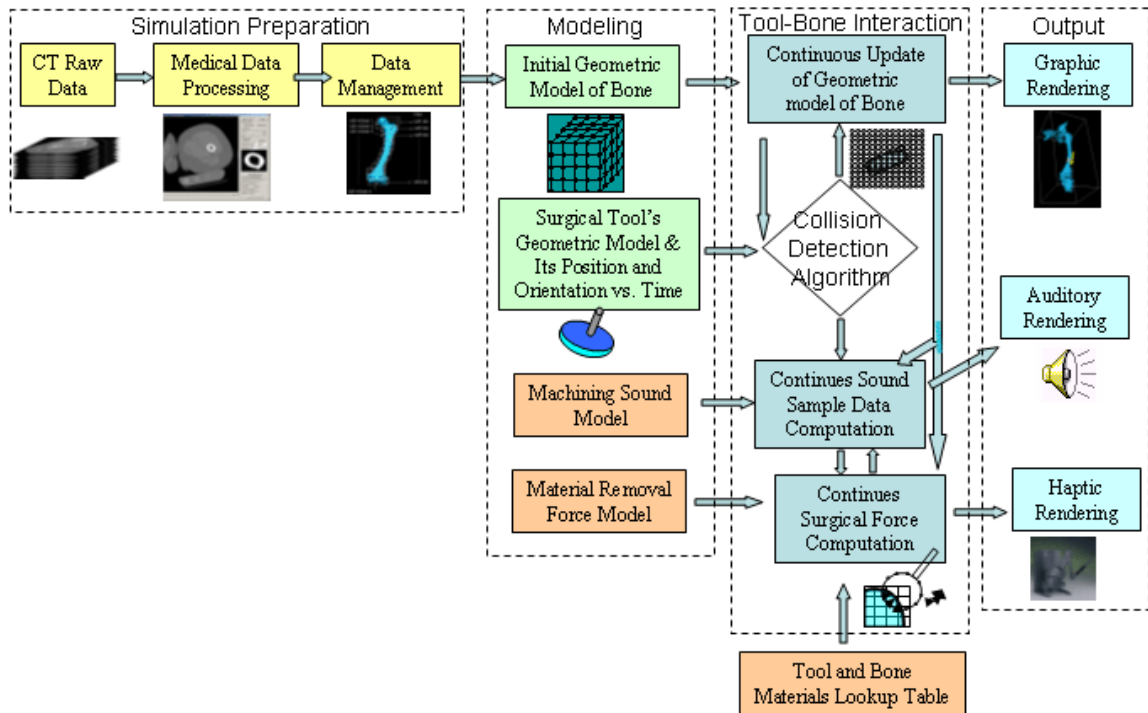 Simulation Preparation
CT Raw
Data
Medical Data
Processing
Data
Management
Modeling
Initial Geometric
Model of Bone
Surgical Tool's
Geometric Model &
Its Position and
Orientation vs. Time
Machining Sound
Model
Material Removal
Force Model
Tool-Bone Interaction
Continuous Update
of Geometric
model of Bone
Collision
Detection
Algorithm
Continues Sound
Sample Data
Computation
Continues
Surgical Force
Computation
Tool and Bone
Materials Lookup Table
Output
Graphic
Rendering
Auditory
Rendering
Haptic
Rendering